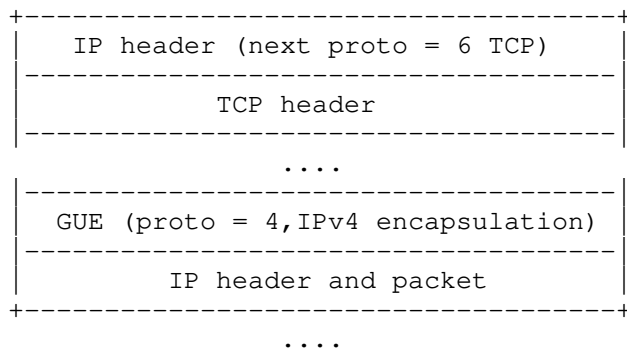 +-------------------------------------+
| IP header (next proto = 6 TCP) |
|-------------------------------------|
TCP header
|-------------------------------------|
....
|-------------------------------------|
| GUE (proto = 4,IPv4 encapsulation) |
|-------------------------------------|
| IP header and packet |
+-------------------------------------+
....